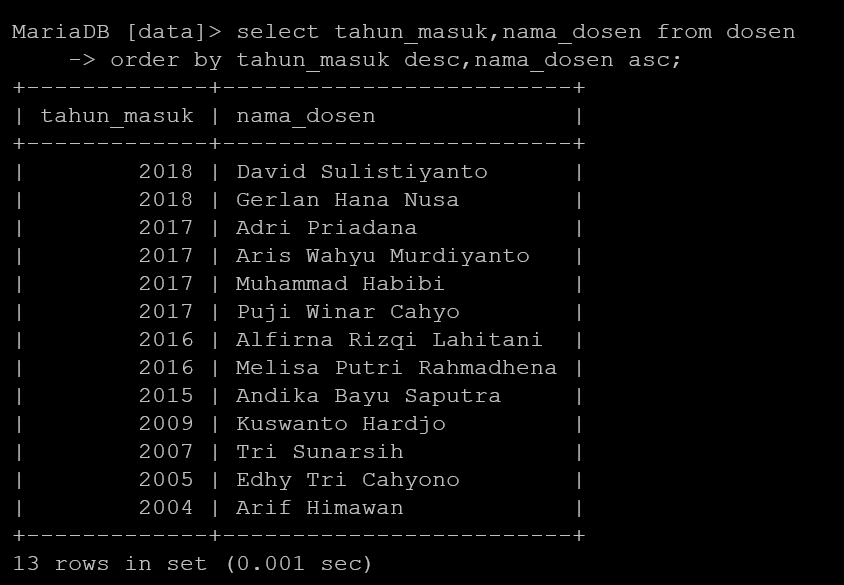 MariaDB [data]> select tahun_masuk,nama_dosen from dosen
    -> order by tahun_masuk desc,nama_dosen asc;
+-------------+------------------------+
| tahun_masuk | nama_dosen             |
+-------------+------------------------+
|        2018 | David Sulistiyanto     |
|        2018 | Gerlan Hana Nusa       |
|        2017 | Adri Priadana          |
|        2017 | Aris Wahyu Murdiyanto  |
|        2017 | Muhammad Habibi        |
|        2017 | Puji Winar Cahyo       |
|        2016 | Alfirna Rizqi Lahitani |
|        2016 | Melisa Putri Rahmadhena |
|        2015 | Andika Bayu Saputra    |
|        2009 | Kuswanto Hardjo        |
|        2007 | Tri Sunarsih           |
|        2005 | Edhy Tri Cahyono       |
|        2004 | Arif Himawan           |
+-------------+------------------------+
13 rows in set (0.001 sec)